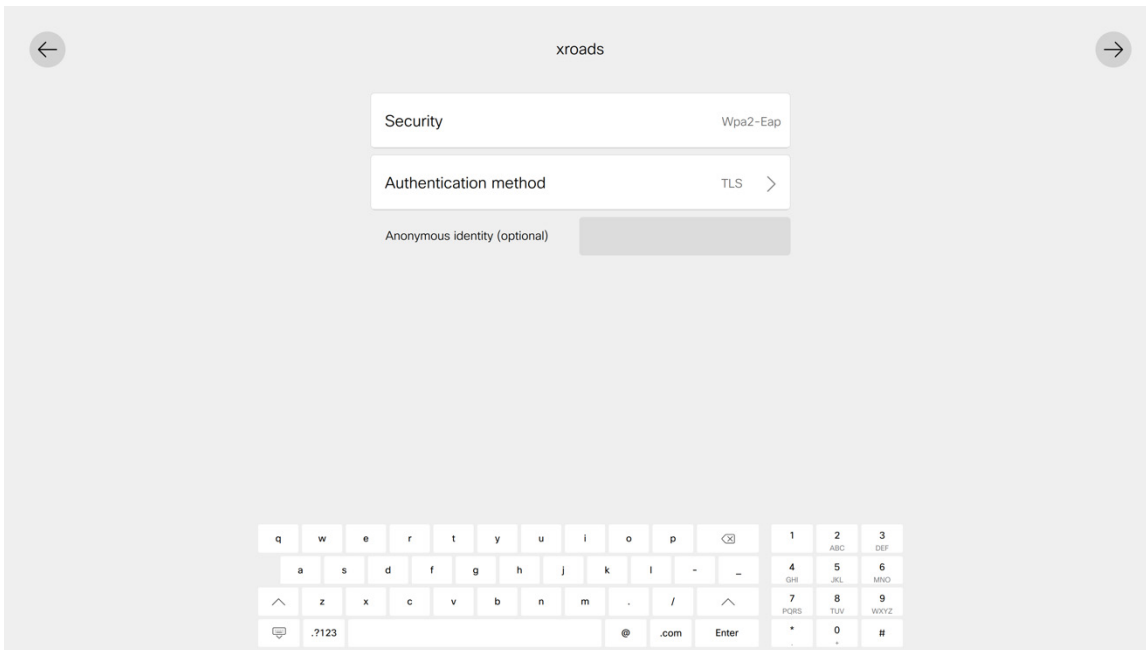 xroads
Security Wpa2-Eap
Authentication method TLS
Anonymous identity (optional)
q w e r t y u i o p 1 2 ABC 3 DEF
a s d f g h j k l - _ 4 GHI 5 JKL 6 MNO
z x c v b n m . / 7 PQRS 8 TUV 9 WXYZ
.?123 @ .com Enter * . 0 + #